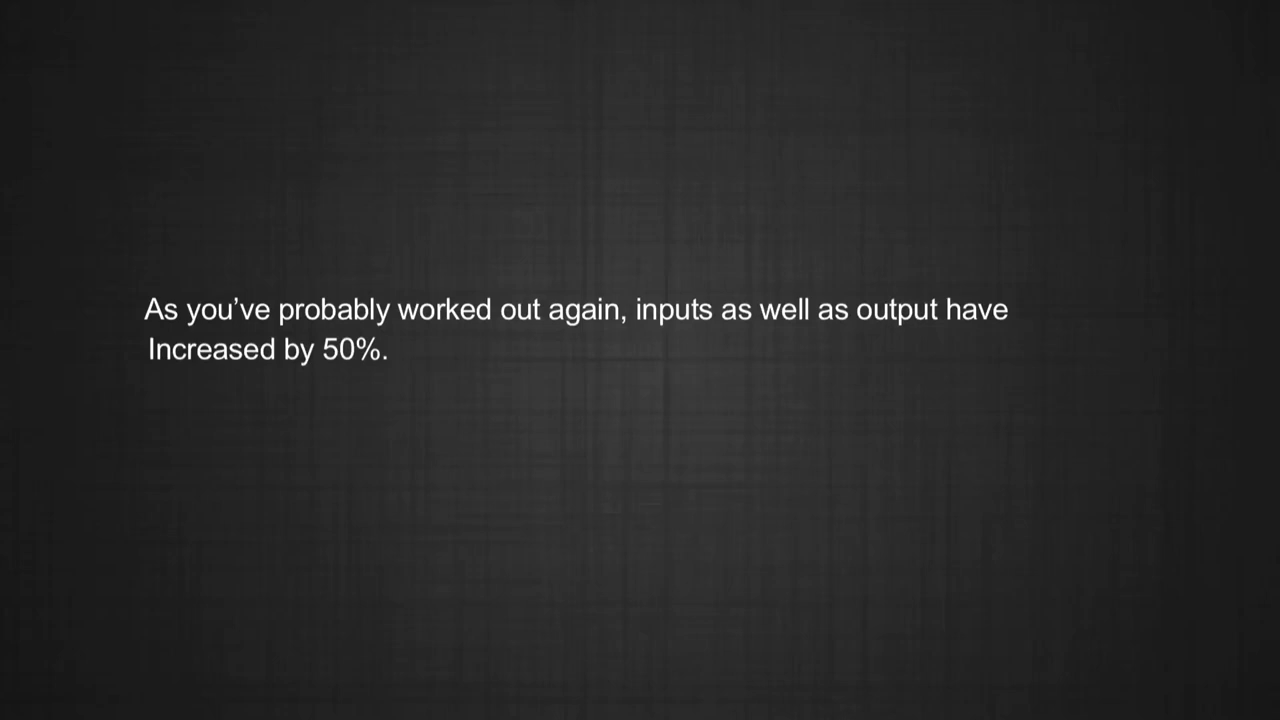 As you’ve probably worked out again, inputs as well as output have
Increased by 50%.